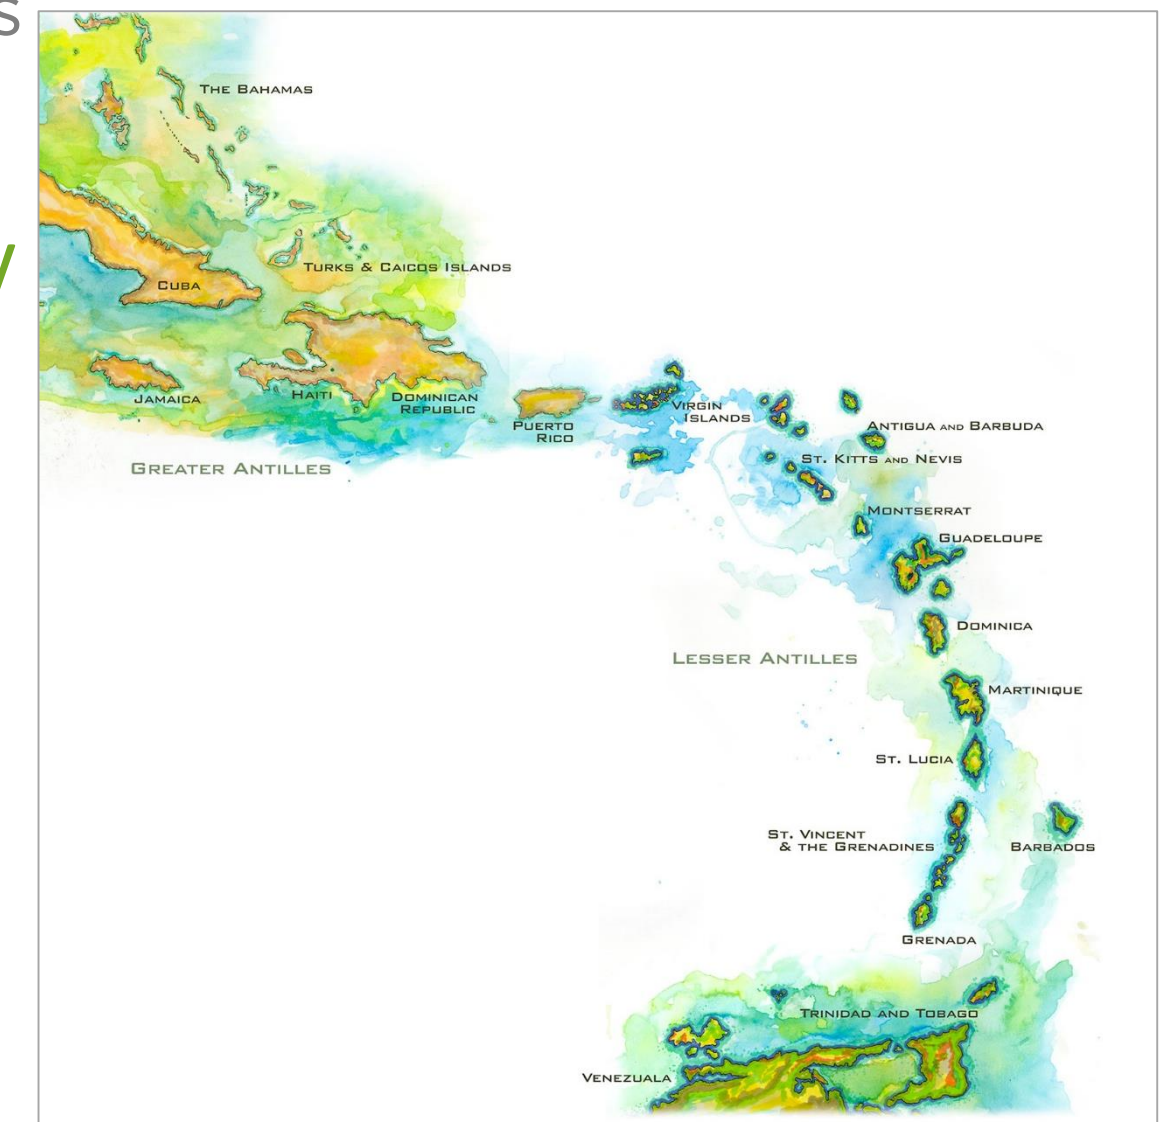 s
y
THE BAHAMAS
TURKS & CAICOS ISLANDS
CUBA
JAMAICA
HAITI
DOMINICAN
REPUBLIC
PUERTO
RICO
VIRGIN
ISLANDS
GREATER ANTILLES
ANTIGUA AND BARBUDA
ST. KITTS AND NEVIS
MONTSERRAT
GUADELOUPE
DOMINICA
LESSER ANTILLES
MARTINIQUE
ST. LUCIA
ST. VINCENT
& THE GRENADINES
BARBADOS
GRENADA
TRINIDAD AND TOBAGO
VENEZUALA